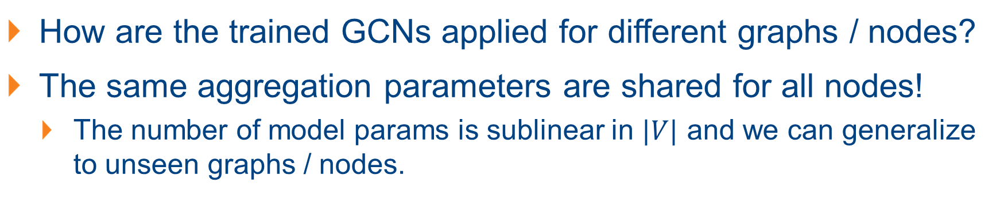 How are the trained GCNs applied for different graphs / nodes?
The same aggregation parameters are shared for all nodes!
The number of model params is sublinear in |V| and we can generalize
to unseen graphs / nodes.